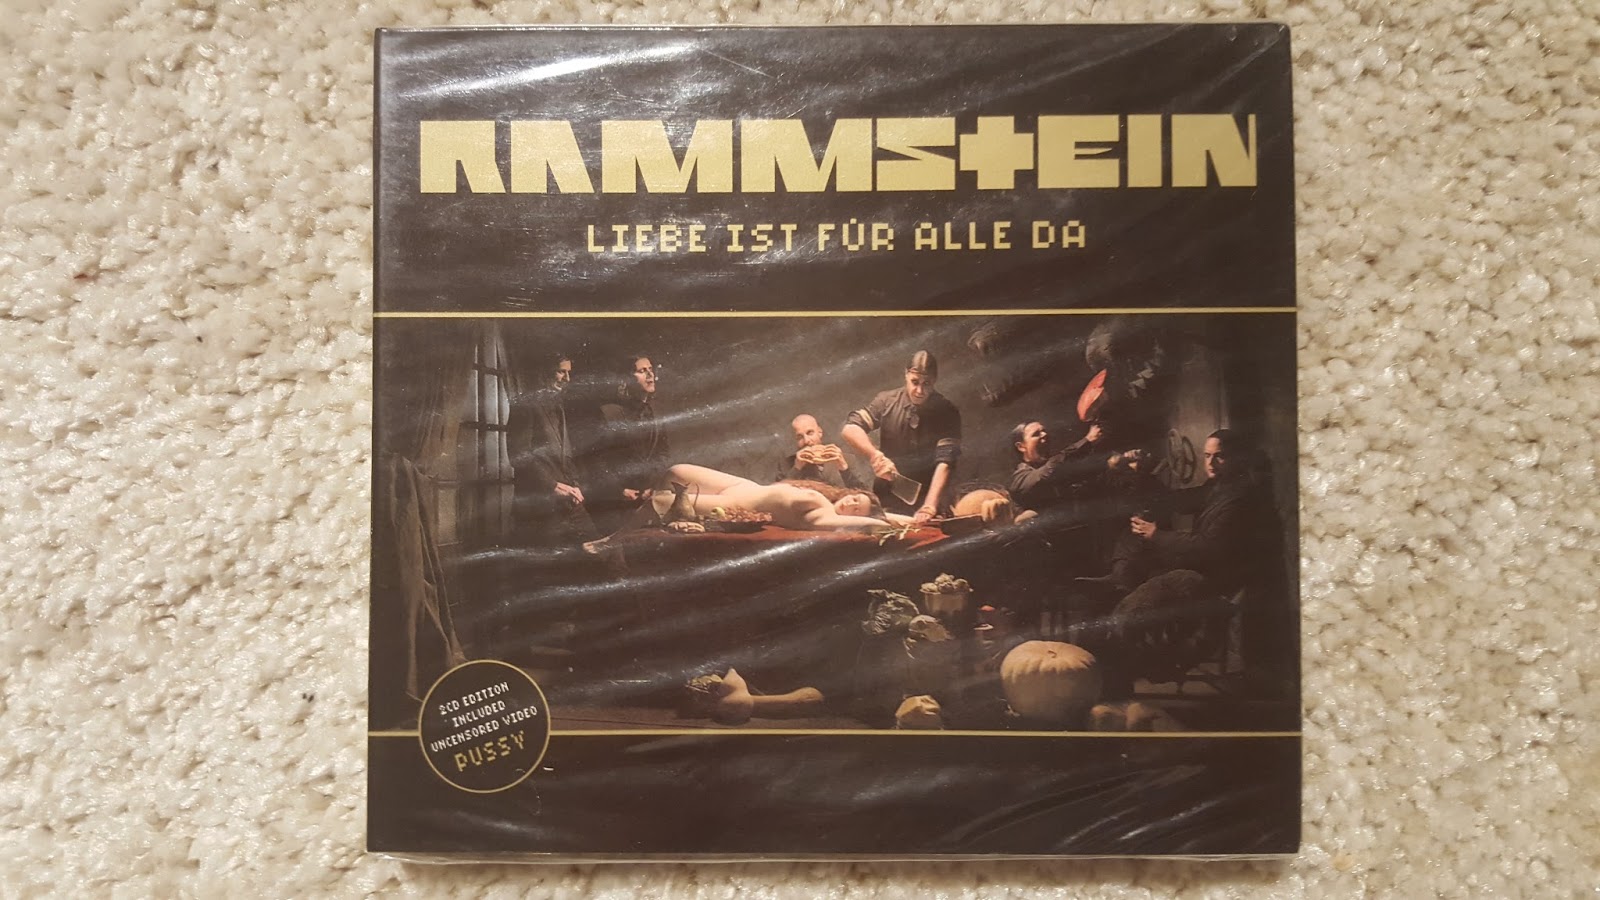 RAMMSTEIN
LIEBE IST FÜR ALLE DA
2CD EDITION
INCLUDED
UNCENSORED VIDEO
PUSSY